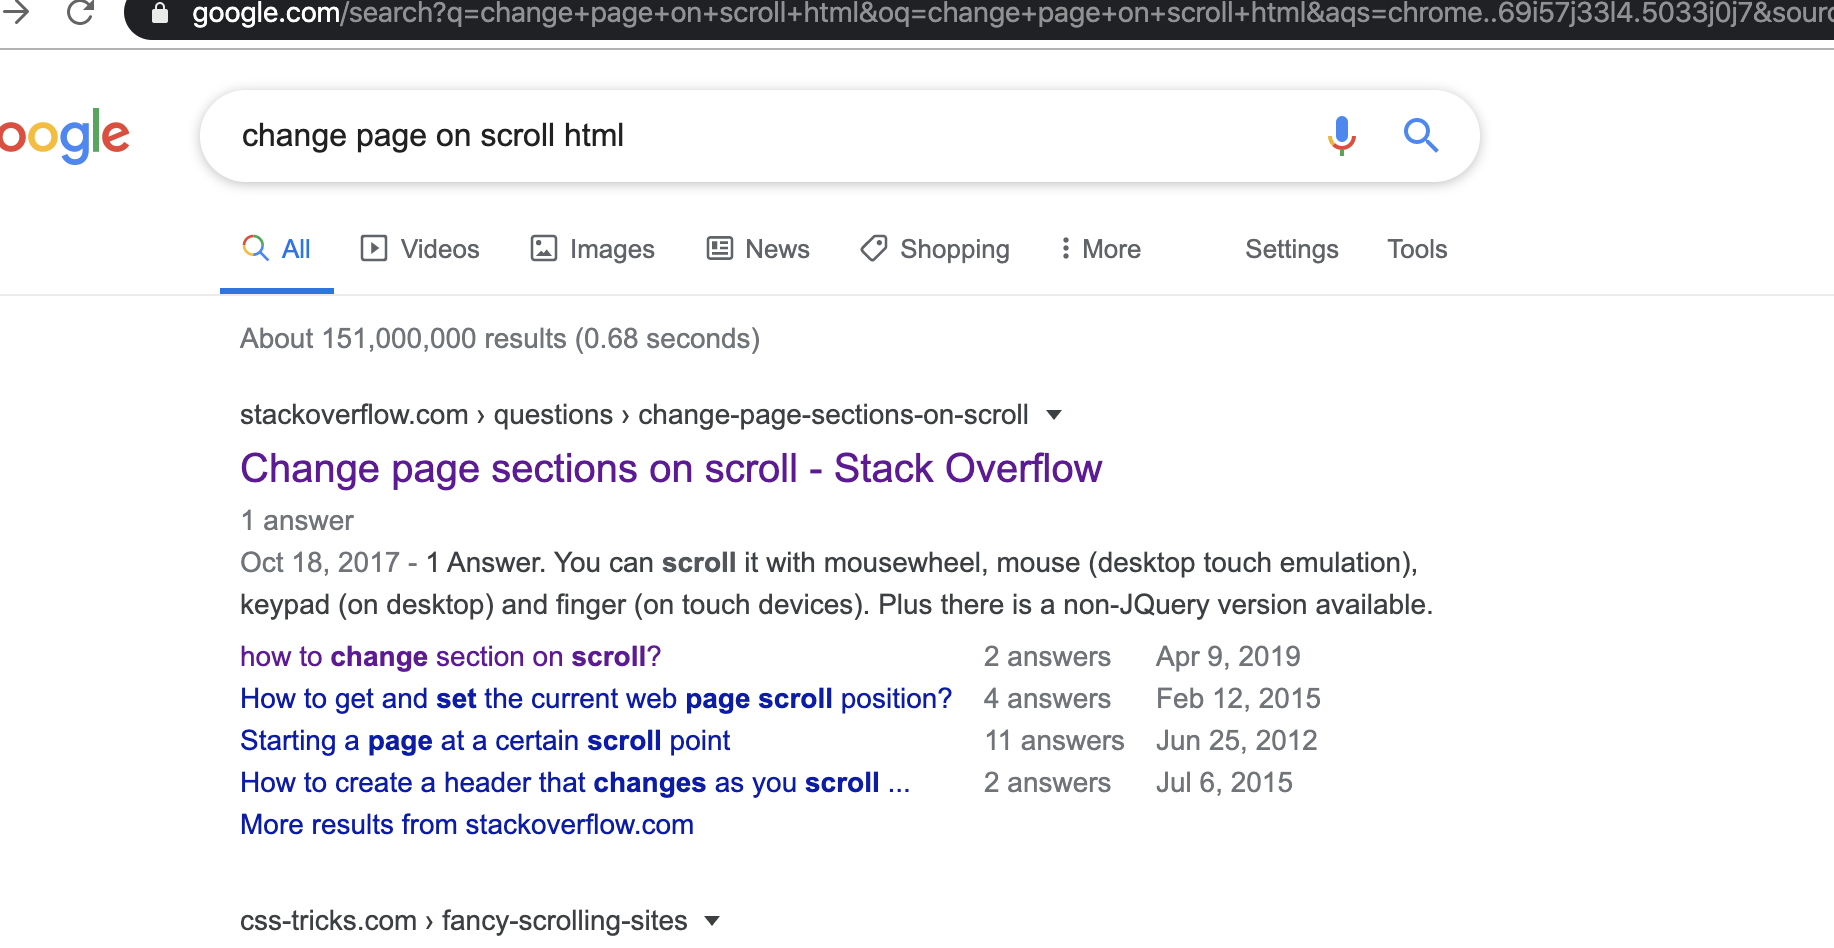 google.com/search?q=change+page+on+scroll+html&oq=change+page+on+scroll+html&aqs=chrome..69i57j33l4.5033j0j7&sourc
oogle
change page on scroll html
All Videos Images News Shopping More Settings Tools
About 151,000,000 results (0.68 seconds)
stackoverflow.com › questions › change-page-sections-on-scroll
Change page sections on scroll - Stack Overflow
1 answer
Oct 18, 2017 - 1 Answer. You can scroll it with mousewheel, mouse (desktop touch emulation),
keypad (on desktop) and finger (on touch devices). Plus there is a non-JQuery version available.
how to change section on scroll? 2 answers Apr 9, 2019
How to get and set the current web page scroll position? 4 answers Feb 12, 2015
Starting a page at a certain scroll point 11 answers Jun 25, 2012
How to create a header that changes as you scroll ... 2 answers Jul 6, 2015
More results from stackoverflow.com
css-tricks.com › fancy-scrolling-sites